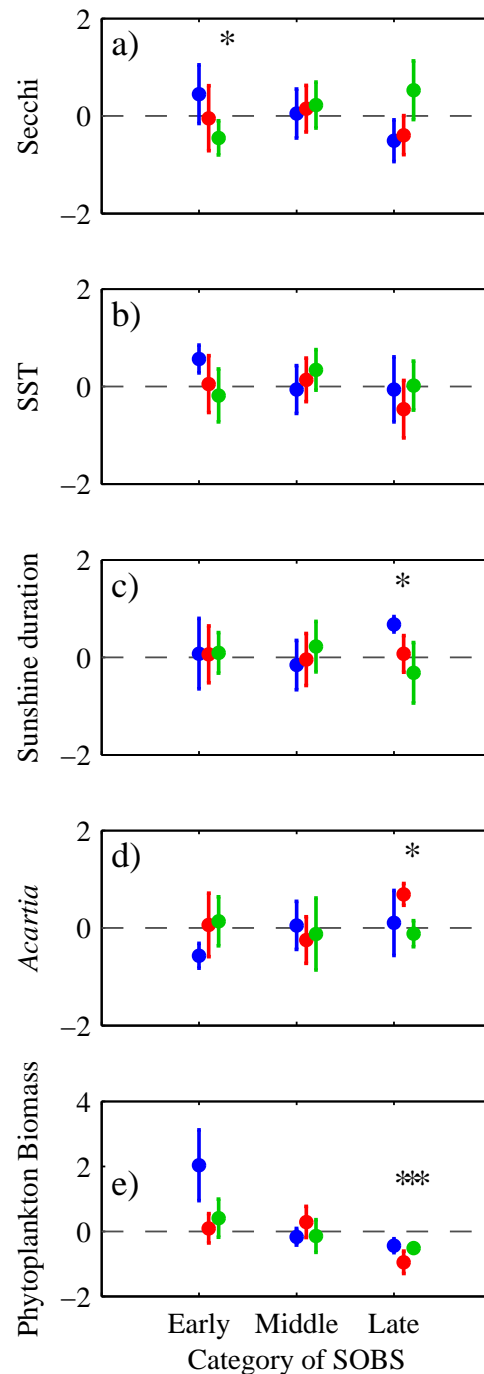 2
a)
*
0
Secchi
−2
2
b)
0
SST
−2
2
c)
*
0
Sunshine duration
−2
2
d)
*
0
Acartia
−2
4
2
e)
***
0
Phytoplankton Biomass
−2
Early Middle Late
Category of SOBS